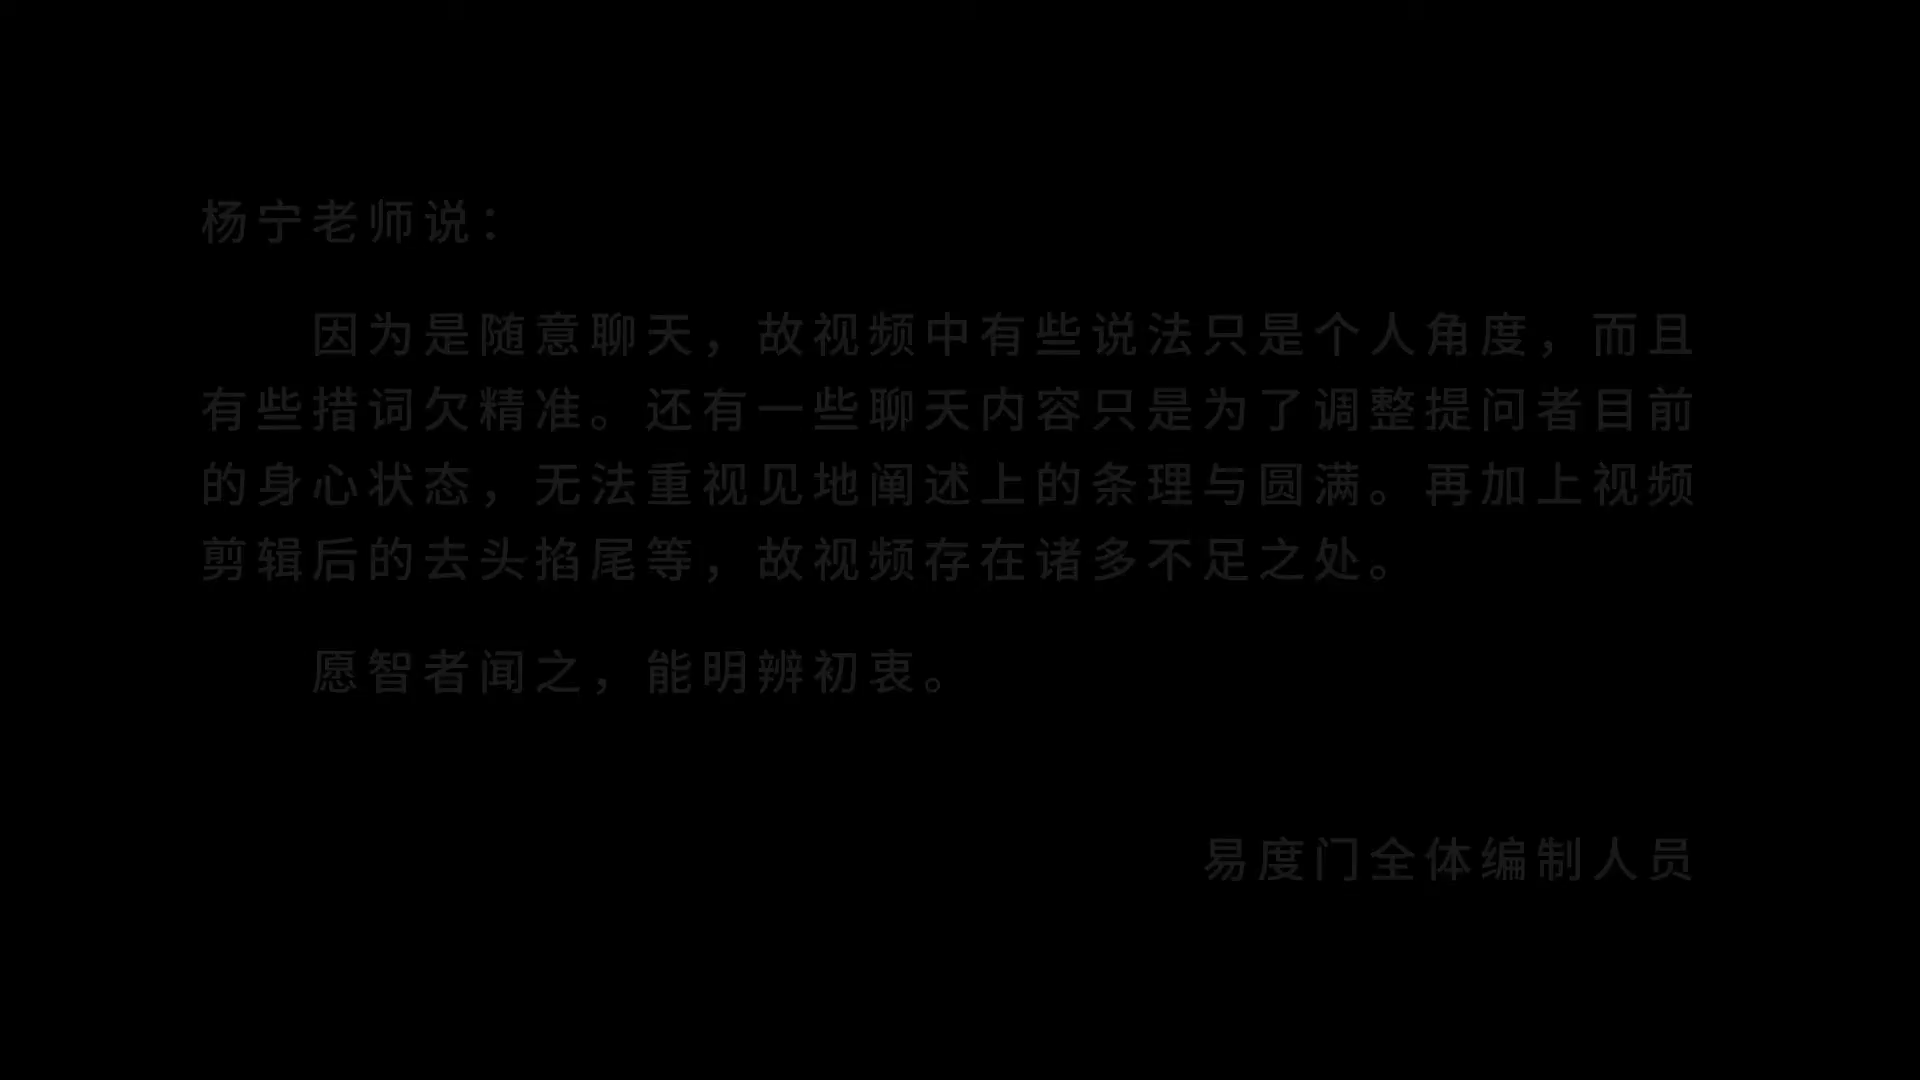 杨宁老师说：
因为是随意聊天，故视频中有些说法只是个人角度，而且
有些措词欠精准。还有一些聊天内容只是为了调整提问者目前
的身心状态，无法重视见地阐述上的条理与圆满。再加上视频
剪辑后的去头掐尾等，故视频存在诸多不足之处。
愿智者闻之，能明辨初衷。
易度门全体编制人员